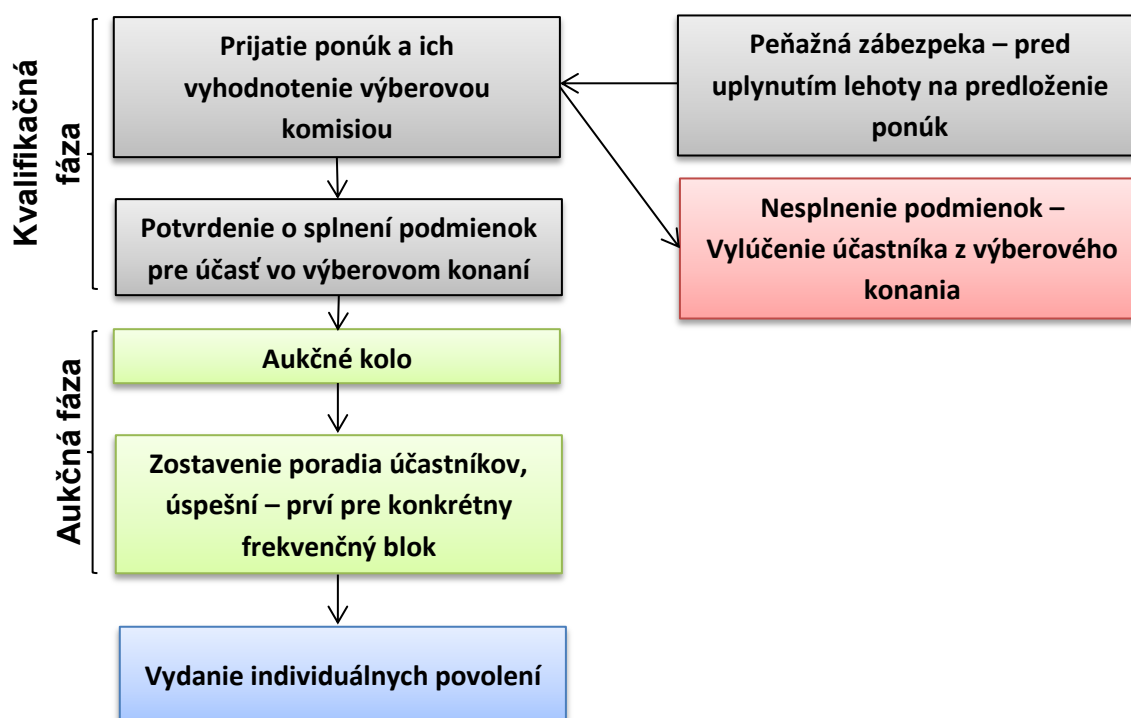 Kvalifikačná
fáza
Prijatie ponúk a ich
vyhodnotenie výberovou
komisiou
Peňažná zábezpeka – pred
uplynutím lehoty na predloženie
ponúk
Nesplnenie podmienok –
Vylúčenie účastníka z výberového
konania
Potvrdenie o splnení podmienok
pre účasť vo výberovom konaní
Aukčná fáza
Aukčné kolo
Zostavenie poradia účastníkov,
úspešní – prví pre konkrétny
frekvenčný blok
Vydanie individuálnych povolení